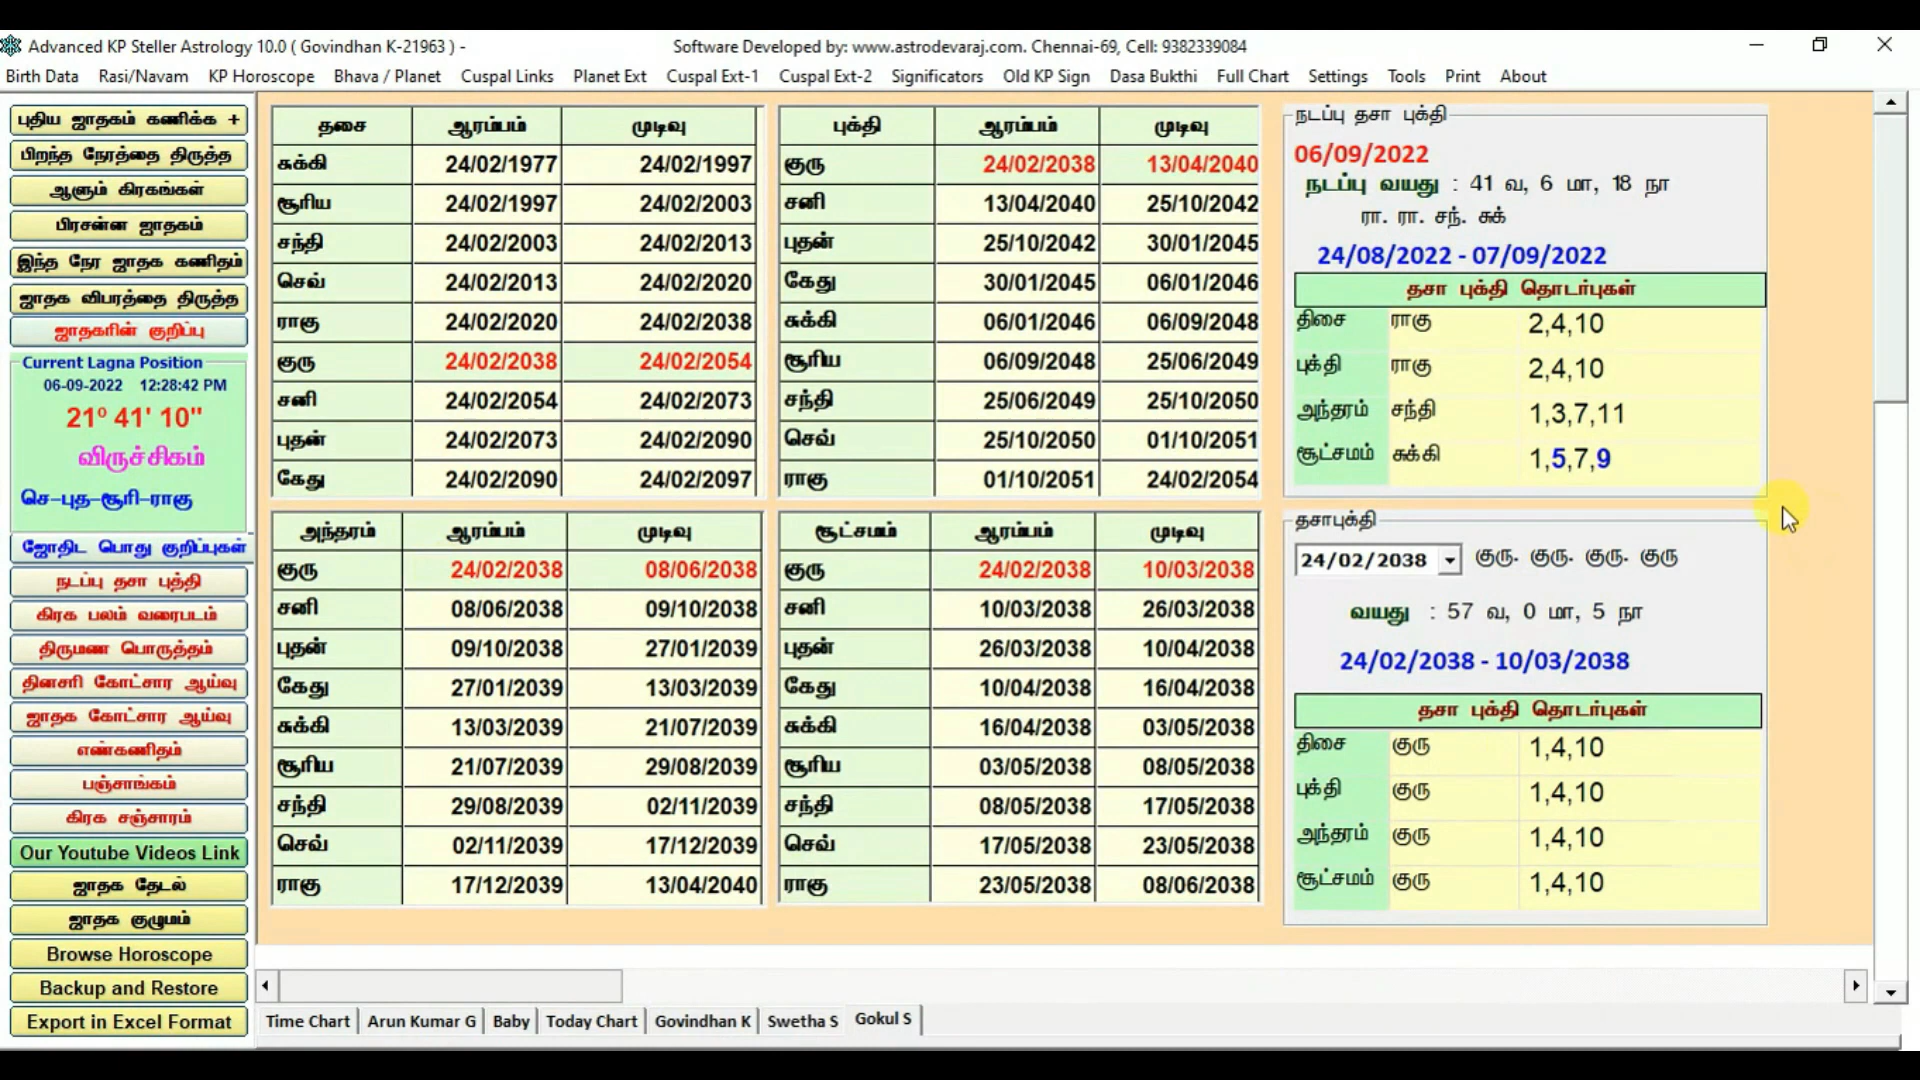 Advanced KP Steller Astrology 10.0 ( Govindhan K-21963 ) -
Software Developed by: www.astrodevaraj.com. Chennai-69, Cell: 9382339084
Birth Data Rasi/Navam KP Horoscope Bhava / Planet Cuspal Links Planet Ext Cuspal Ext-1 Cuspal Ext-2 Significators Old KP Sign Dasa Bukthi Full Chart Settings Tools Print About
புதிய ஜாதகம் கணிக்க +
பிறந்த நேரத்தை திருத்த
ஆளும் கிரகங்கள்
பிரசன்ன ஜாதகம்
இந்த நேர ஜாதக கணிதம்
ஜாதக விபரத்தை திருத்த
ஜாதகரின் குறிப்பு
Current Lagna Position
06-09-2022 12:28:42 PM
21º 41' 10"
விருச்சிகம்
செ-புத-சூரி-ராகு
ஜோதிட பொது குறிப்புகள்
நடப்பு தசா புத்தி
கிரக பலம் வரைபடம்
திருமண பொருத்தம்
தினசரி கோட்சார ஆய்வு
ஜாதக கோட்சார ஆய்வு
எண்கணிதம்
பஞ்சாங்கம்
கிரக சஞ்சாரம்
Our Youtube Videos Link
ஜாதக தேடல்
ஜாதக குழுமம்
Browse Horoscope
Backup and Restore
Export in Excel Format
தசை ஆரம்பம் முடிவு
சுக்கி 24/02/1977 24/02/1997
சூரிய 24/02/1997 24/02/2003
சந்தி 24/02/2003 24/02/2013
செவ் 24/02/2013 24/02/2020
ராகு 24/02/2020 24/02/2038
குரு 24/02/2038 24/02/2054
சனி 24/02/2054 24/02/2073
புதன் 24/02/2073 24/02/2090
கேது 24/02/2090 24/02/2097
புக்தி ஆரம்பம் முடிவு
குரு 24/02/2038 13/04/2040
சனி 13/04/2040 25/10/2042
புதன் 25/10/2042 30/01/2045
கேது 30/01/2045 06/01/2046
சுக்கி 06/01/2046 06/09/2048
சூரிய 06/09/2048 25/06/2049
சந்தி 25/06/2049 25/10/2050
செவ் 25/10/2050 01/10/2051
ராகு 01/10/2051 24/02/2054
நடப்பு தசா புக்தி
06/09/2022
நடப்பு வயது : 41 வ, 6 மா, 18 நா
ரா. ரா. சந். சுக்
24/08/2022 - 07/09/2022
தசா புக்தி தொடர்புகள்
திசை ராகு 2,4,10
புக்தி ராகு 2,4,10
அந்தரம் சந்தி 1,3,7,11
சூட்சமம் சுக்கி 1,5,7,9
அந்தரம் ஆரம்பம் முடிவு
குரு 24/02/2038 08/06/2038
சனி 08/06/2038 09/10/2038
புதன் 09/10/2038 27/01/2039
கேது 27/01/2039 13/03/2039
சுக்கி 13/03/2039 21/07/2039
சூரிய 21/07/2039 29/08/2039
சந்தி 29/08/2039 02/11/2039
செவ் 02/11/2039 17/12/2039
ராகு 17/12/2039 13/04/2040
சூட்சமம் ஆரம்பம் முடிவு
குரு 24/02/2038 10/03/2038
சனி 10/03/2038 26/03/2038
புதன் 26/03/2038 10/04/2038
கேது 10/04/2038 16/04/2038
சுக்கி 16/04/2038 03/05/2038
சூரிய 03/05/2038 08/05/2038
சந்தி 08/05/2038 17/05/2038
செவ் 17/05/2038 23/05/2038
ராகு 23/05/2038 08/06/2038
தசாபுக்தி
24/02/2038 குரு. குரு. குரு. குரு
வயது : 57 வ, 0 மா, 5 நா
24/02/2038 - 10/03/2038
தசா புக்தி தொடர்புகள்
திசை குரு 1,4,10
புக்தி குரு 1,4,10
அந்தரம் குரு 1,4,10
சூட்சமம் குரு 1,4,10
Time Chart Arun Kumar G Baby Today Chart Govindhan K Swetha S Gokul S